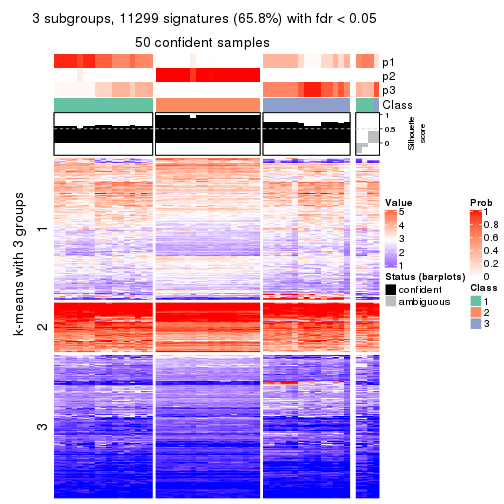 3 subgroups, 11299 signatures (65.8%) with fdr < 0.05
50 confident samples
p1
p2
p3
Class
1
0.5
0
Silhouette
score
k-means with 3 groups
1
2
3
Value
5
4
3
2
1
Status (barplots)
confident
ambiguous
Prob
1
0.8
0.6
0.4
0.2
0
Class
1
2
3